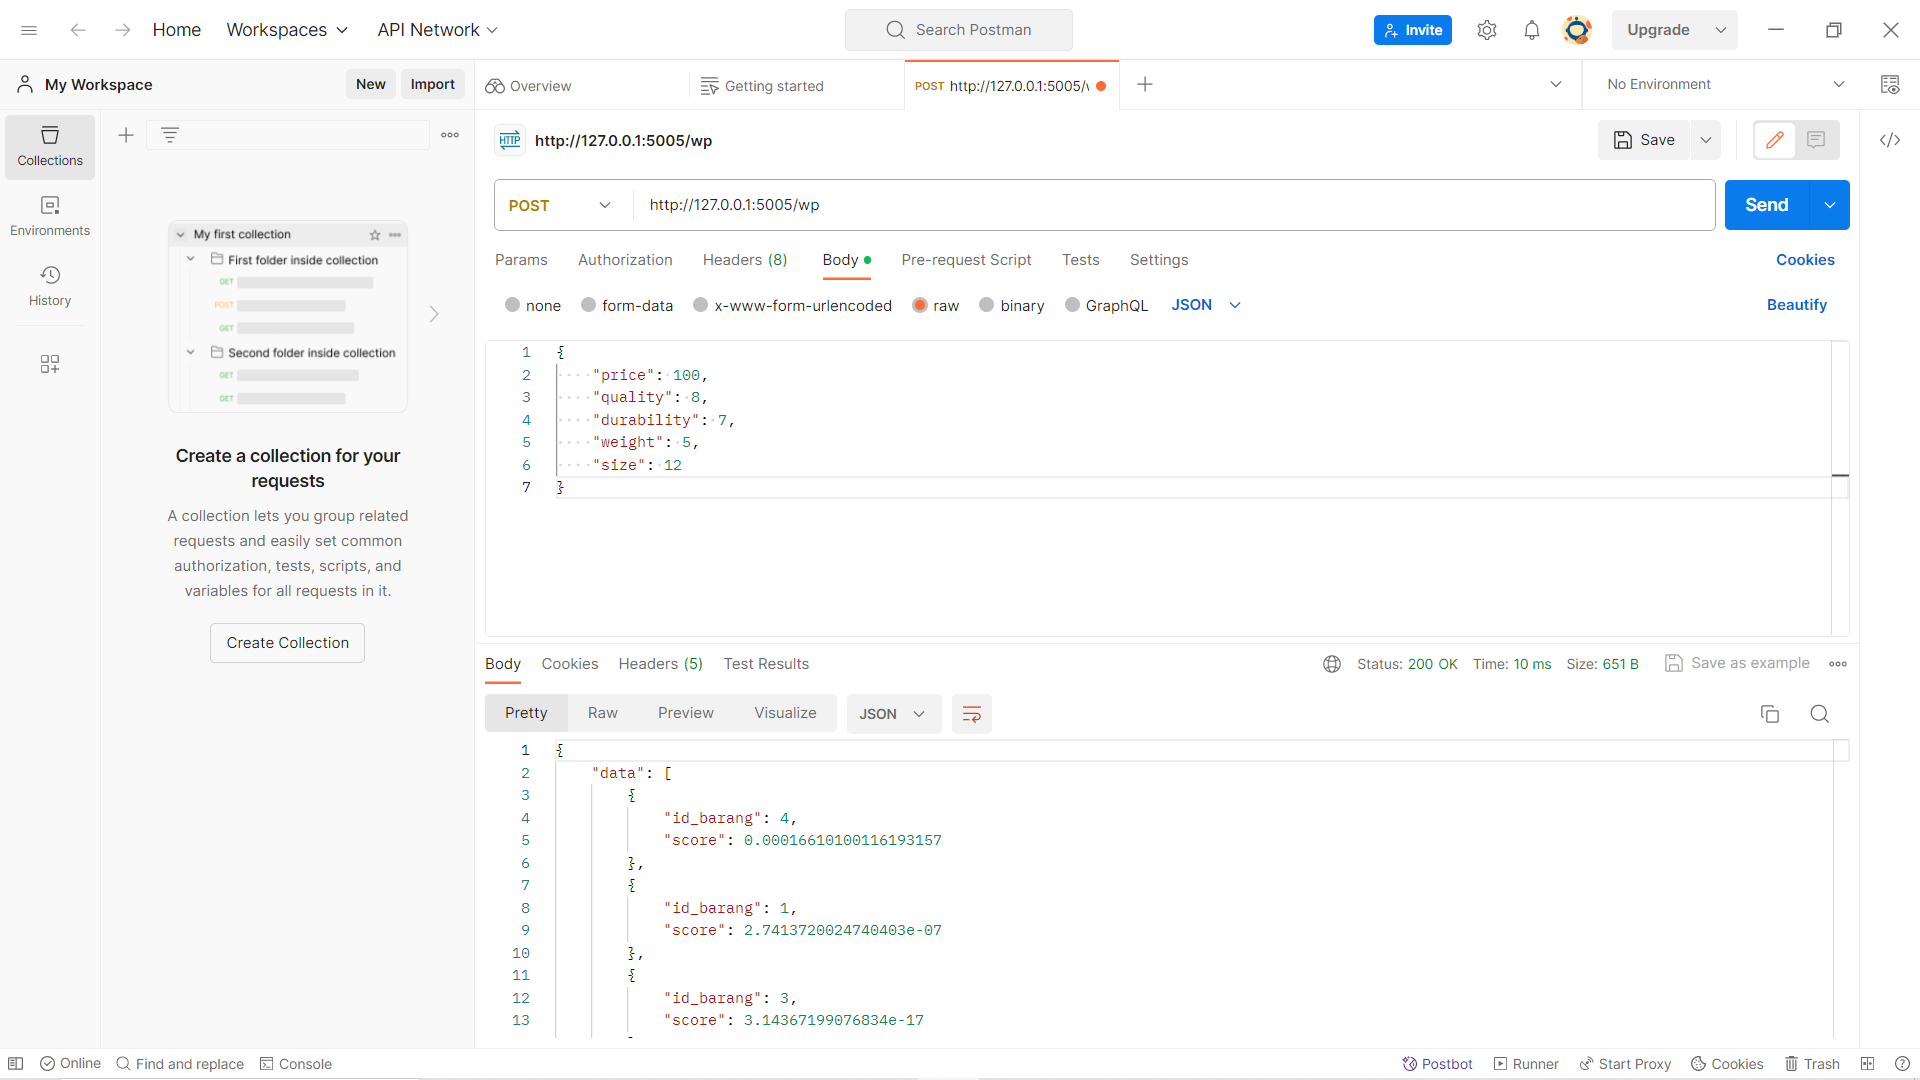 Home Workspaces API Network Search Postman Invite Upgrade
My Workspace New Import Overview Getting started POST http://127.0.0.1:5005/ No Environment
Collections
Environments
History
My first collection
First folder inside collection
GET
POST
GET
Second folder inside collection
GET
GET
Create a collection for your
requests
A collection lets you group related
requests and easily set common
authorization, tests, scripts, and
variables for all requests in it.
Create Collection
HTTP http://127.0.0.1:5005/wp Save
POST http://127.0.0.1:5005/wp Send
Params Authorization Headers (8) Body Pre-request Script Tests Settings Cookies
none form-data x-www-form-urlencoded raw binary GraphQL JSON Beautify
1 {
2 "price": 100,
3 "quality": 8,
4 "durability": 7,
5 "weight": 5,
6 "size": 12
7 }
Body Cookies Headers (5) Test Results Status: 200 OK Time: 10 ms Size: 651 B Save as example
Pretty Raw Preview Visualize JSON
1 {
2 "data": [
3 {
4 "id_barang": 4,
5 "score": 0.00016610100116193157
6 },
7 {
8 "id_barang": 1,
9 "score": 2.7413720024740403e-07
10 },
11 {
12 "id_barang": 3,
13 "score": 3.14367199076834e-17
Online Find and replace Console Postbot Runner Start Proxy Cookies Trash